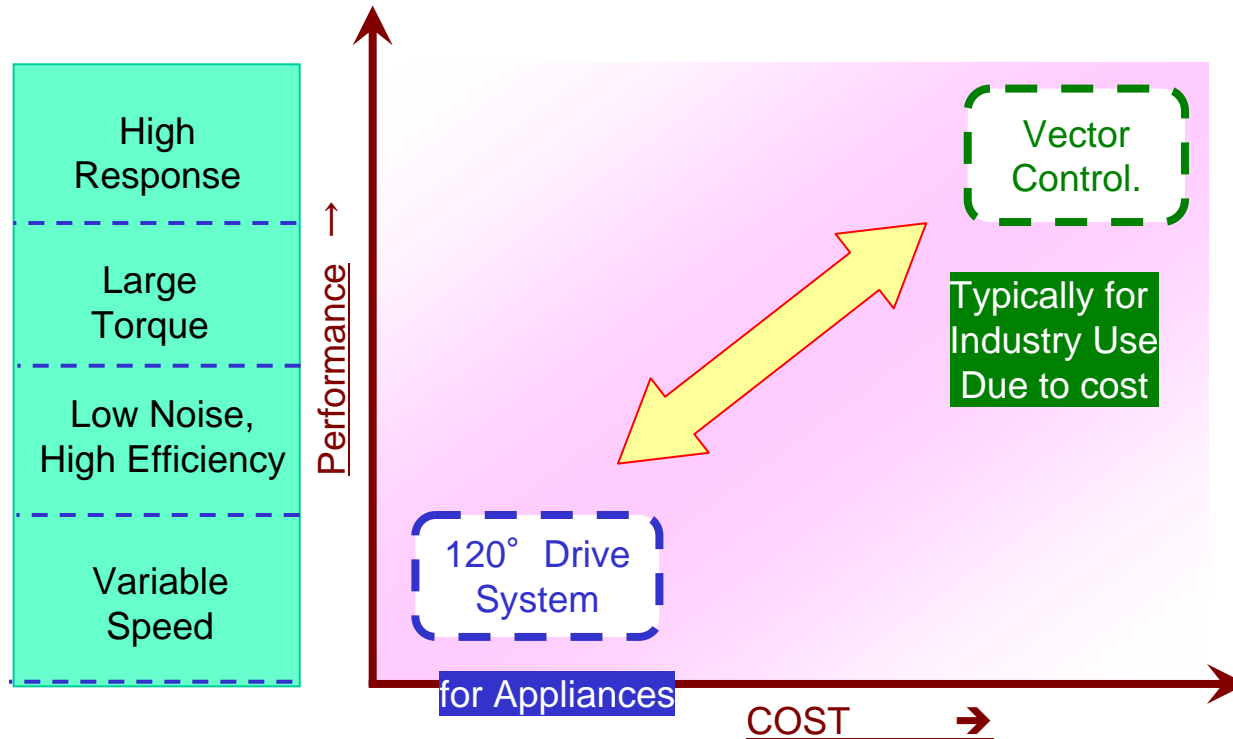 High
Response
Large
Torque
Low Noise,
High Efficiency
Variable
Speed
Performance →
Vector
Control.
Typically for
Industry Use
Due to cost
120° Drive
System
for Appliances
COST ➔